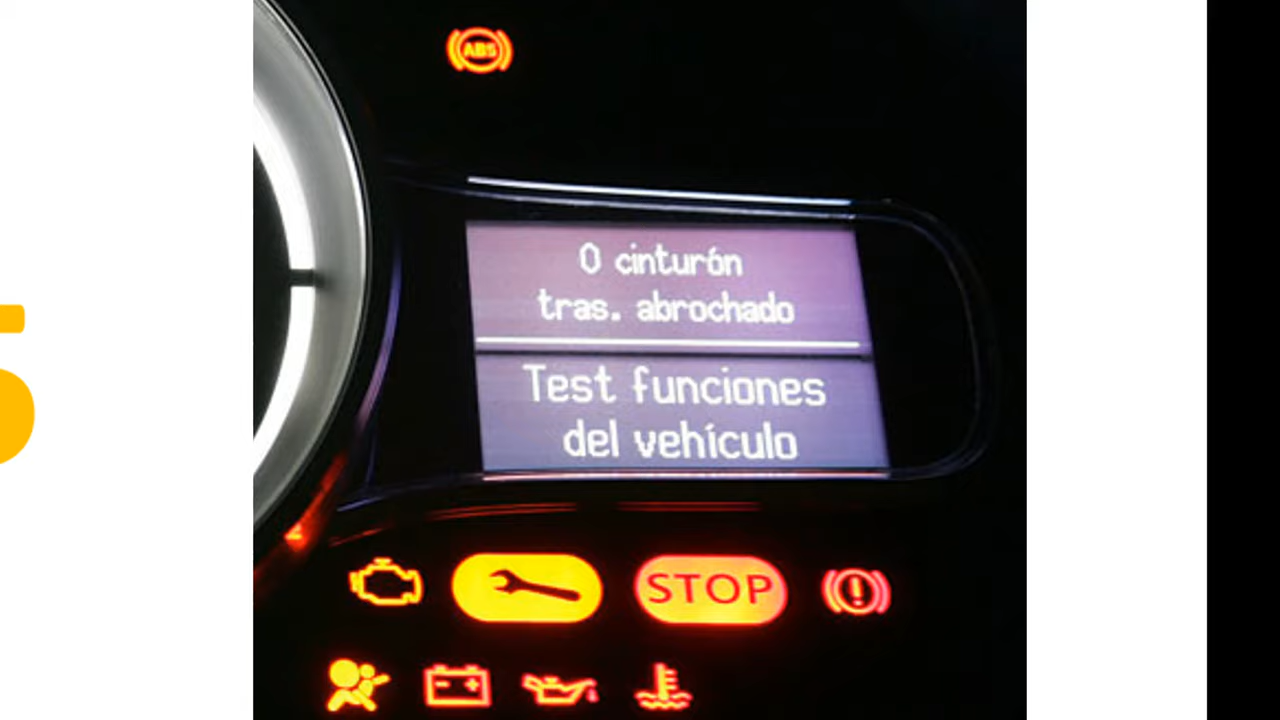 ABS
0 cinturón
tras. abrochado
Test funciones
del vehículo
STOP